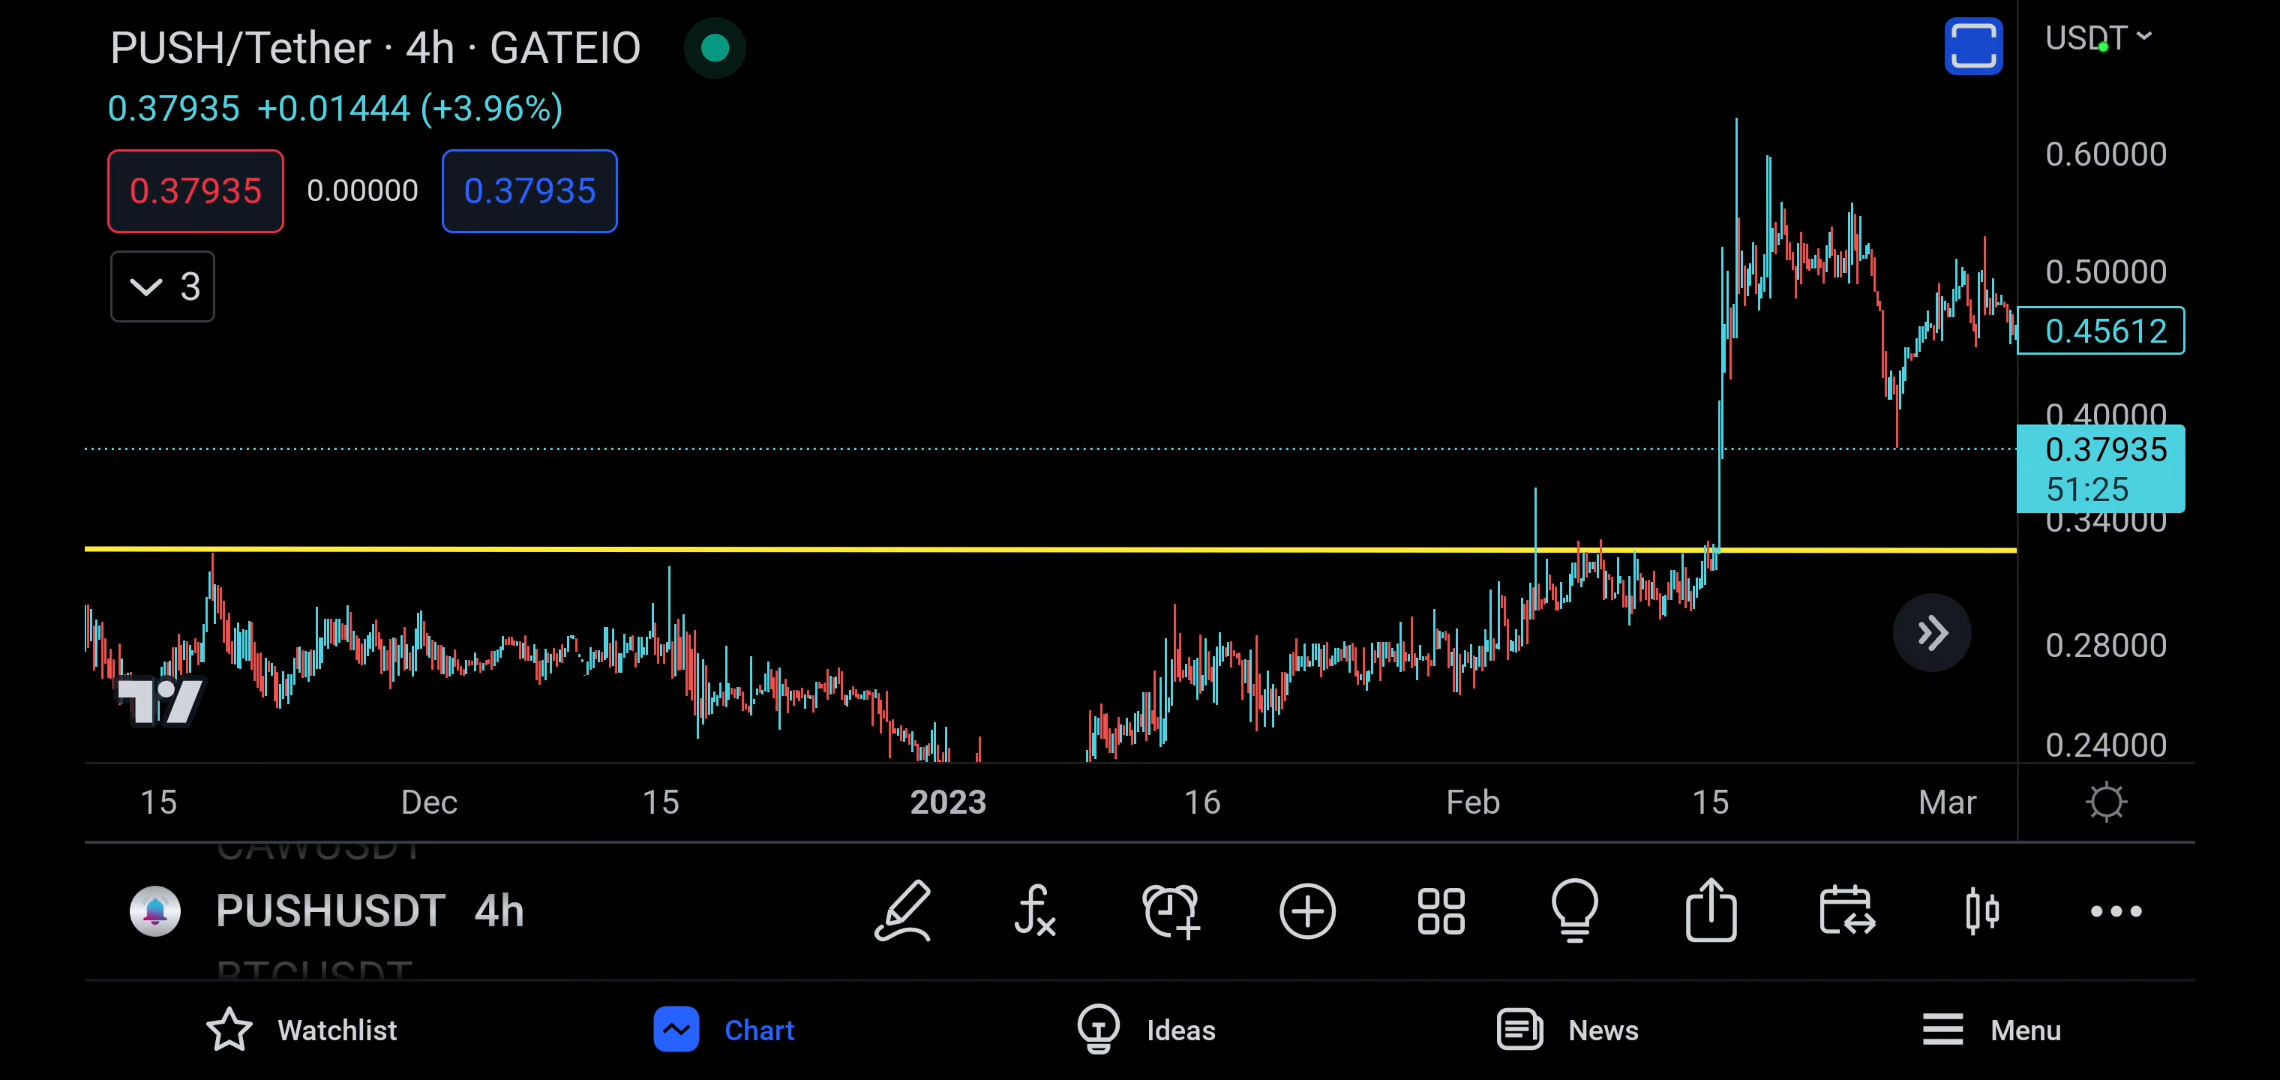 PUSH/Tether · 4h · GATEIO
USDT
0.37935 +0.01444 (+3.96%)
0.37935 0.00000 0.37935
3
0.60000
0.50000
0.45612
0.40000
0.37935
51:25
0.34000
0.28000
0.24000
15 Dec 15 2023 16 Feb 15 Mar
CAWUSDT
PUSHUSDT 4h
BTCUSDT
Watchlist Chart Ideas News Menu